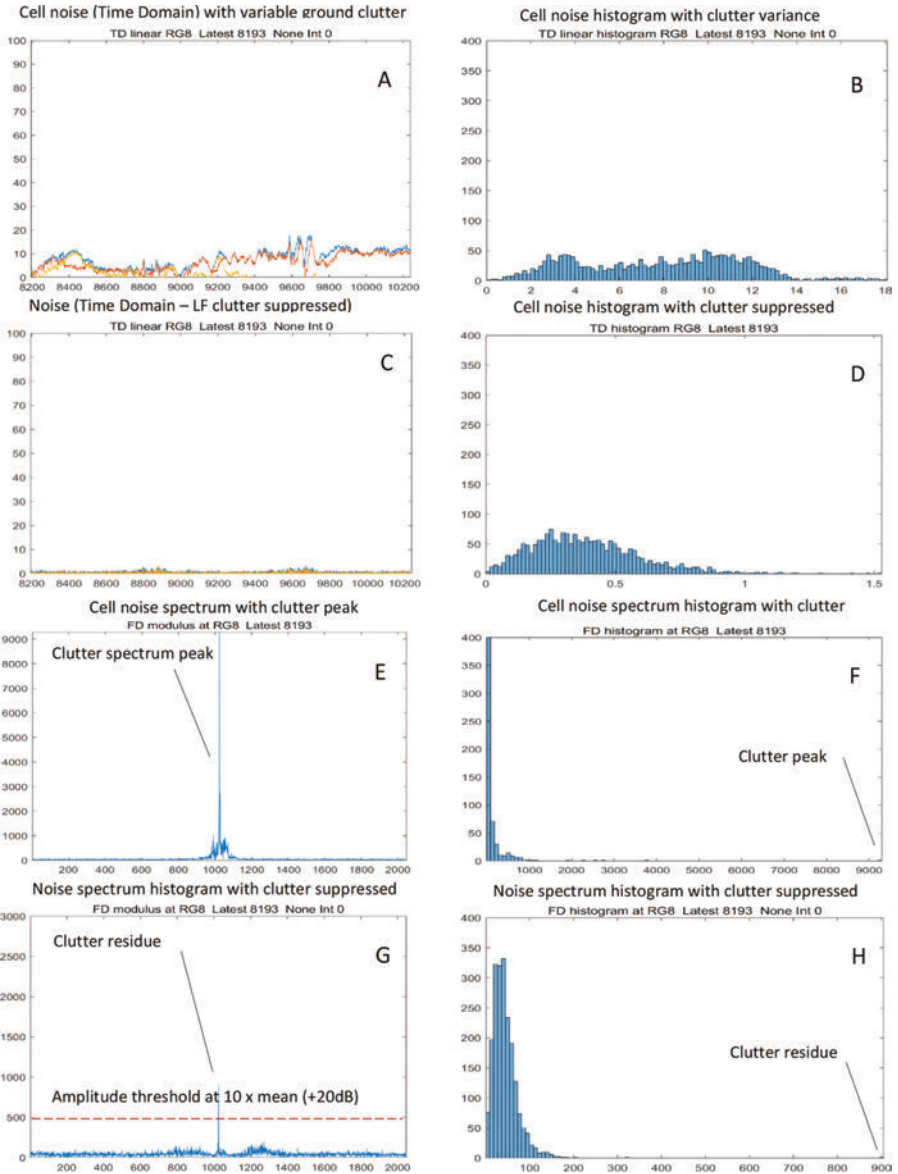 Cell noise (Time Domain) with variable ground clutter
TD linear RG8 Latest 8193 None Int 0
A
100
90
80
70
60
50
40
30
20
10
0
8200 8400 8600 8800 9000 9200 9400 9600 9800 10000 10200
Cell noise histogram with clutter variance
TD linear histogram RG8 Latest 8193 None Int 0
B
400
350
300
250
200
150
100
50
0
0 2 4 6 8 10 12 14 16 18
Noise (Time Domain – LF clutter suppressed)
TD linear RG8 Latest 8193 None Int 0
C
100
90
80
70
60
50
40
30
20
10
0
8200 8400 8600 8800 9000 9200 9400 9600 9800 10000 10200
Cell noise histogram with clutter suppressed
TD histogram RG8 Latest 8193
D
400
350
300
250
200
150
100
50
0
0 0.5 1 1.5
Cell noise spectrum with clutter peak
FD modulus at RG8 Latest 8193
Clutter spectrum peak
E
9000
8000
7000
6000
5000
4000
3000
2000
1000
0
200 400 600 800 1000 1200 1400 1600 1800 2000
Cell noise spectrum histogram with clutter
FD histogram at RG8 Latest 8193
F
Clutter peak
400
350
300
250
200
150
100
50
0
1000 2000 3000 4000 5000 6000 7000 8000 9000
Noise spectrum histogram with clutter suppressed
FD modulus at RG8 Latest 8193 None Int 0
Clutter residue
G
Amplitude threshold at 10 x mean (+20dB)
3000
2500
2000
1500
1000
500
0
200 400 600 800 1000 1200 1400 1600 1800 2000
Noise spectrum histogram with clutter suppressed
FD histogram at RG8 Latest 8193 None Int 0
H
Clutter residue
400
350
300
250
200
150
100
50
0
100 200 300 400 500 600 700 800 900